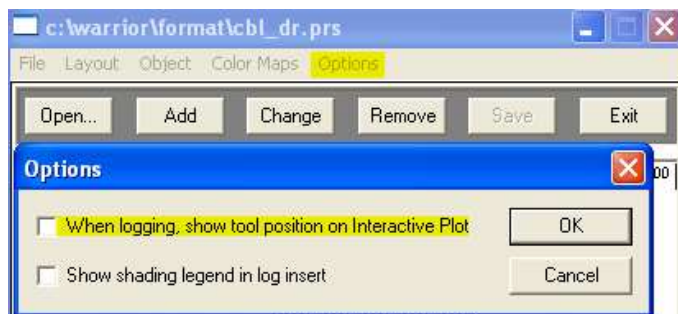 c:\warrior\format\cbl_dr.prs
File Layout Object Color Maps Options
Open... Add Change Remove Save Exit
Options
00
When logging, show tool position on Interactive Plot OK
Show shading legend in log insert Cancel